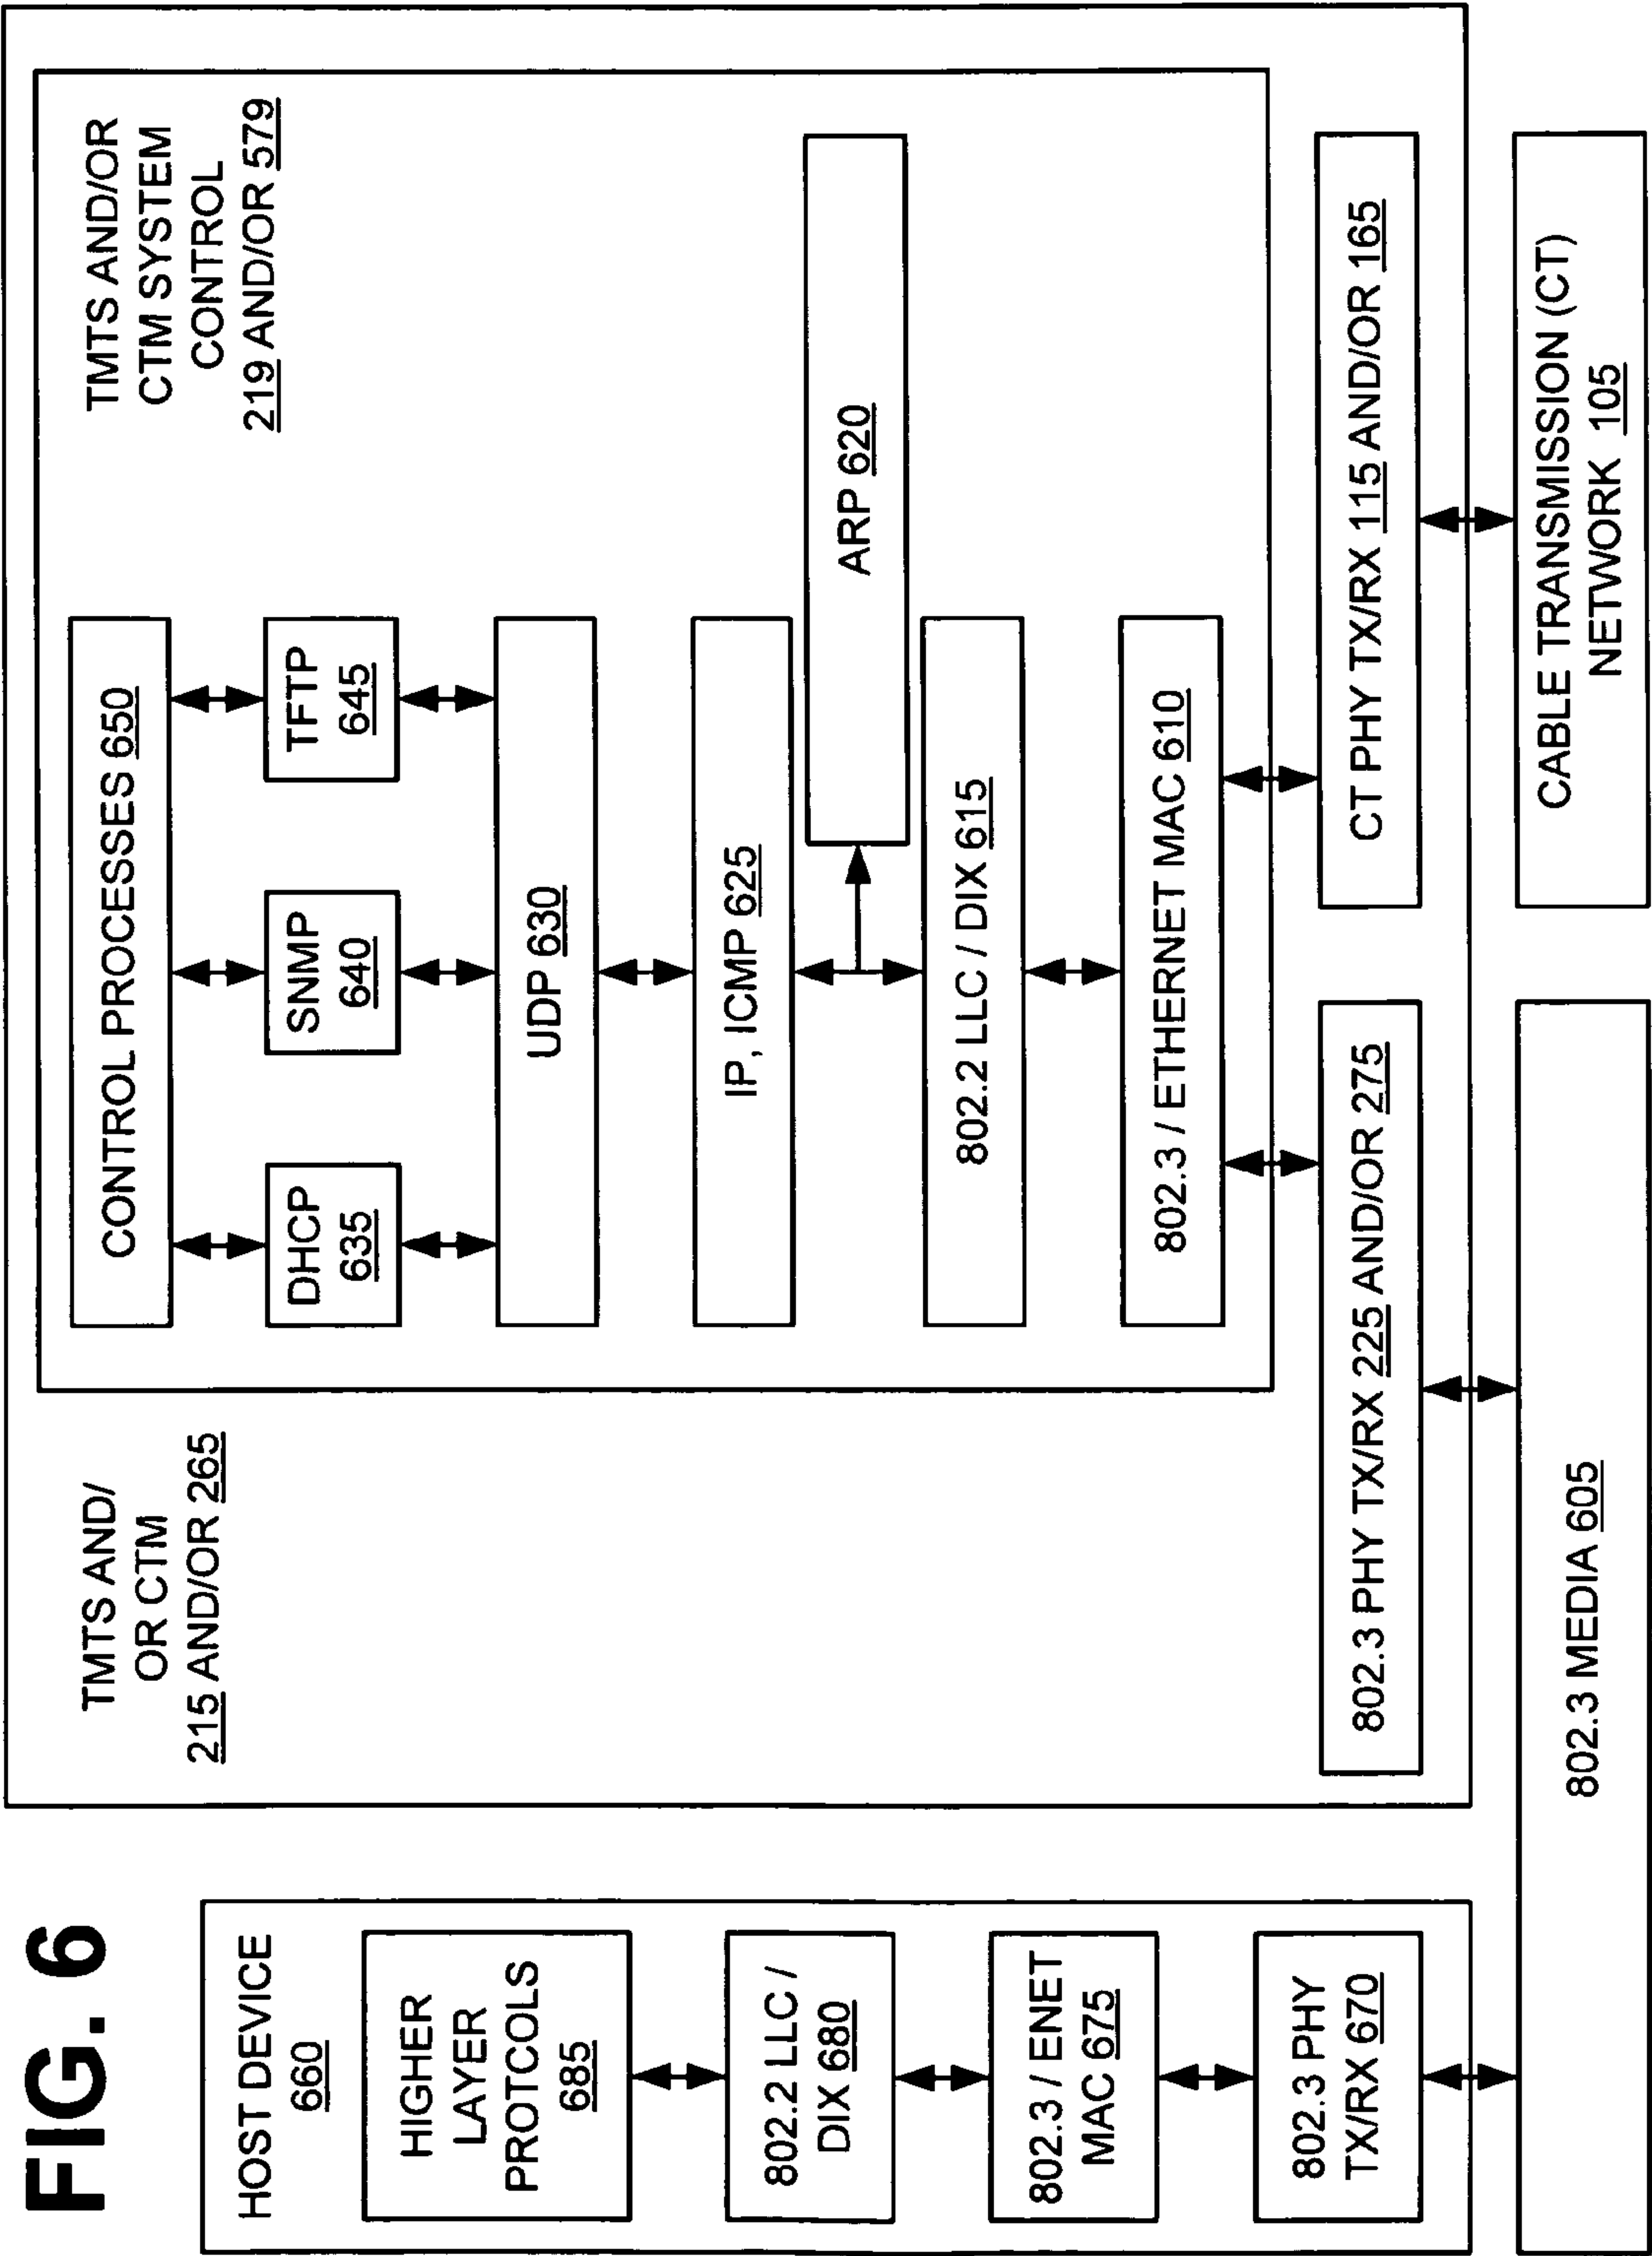 FIG. 6
HOST DEVICE
660
HIGHER
LAYER
PROTCOLS
685
802.2 LLC /
DIX 680
802.3 / ENET
MAC 675
802.3 PHY
TX/RX 670
TMTS AND/
OR CTM
215 AND/OR 265
TMTS AND/OR
CTM SYSTEM
CONTROL
219 AND/OR 579
CONTROL PROCESSES 650
DHCP
635
SNMP
640
TFTP
645
UDP 630
IP, ICMP 625
ARP 620
802.2 LLC / DIX 615
802.3 / ETHERNET MAC 610
802.3 PHY TX/RX 225 AND/OR 275
CT PHY TX/RX 115 AND/OR 165
802.3 MEDIA 605
CABLE TRANSMISSION (CT)
NETWORK 105